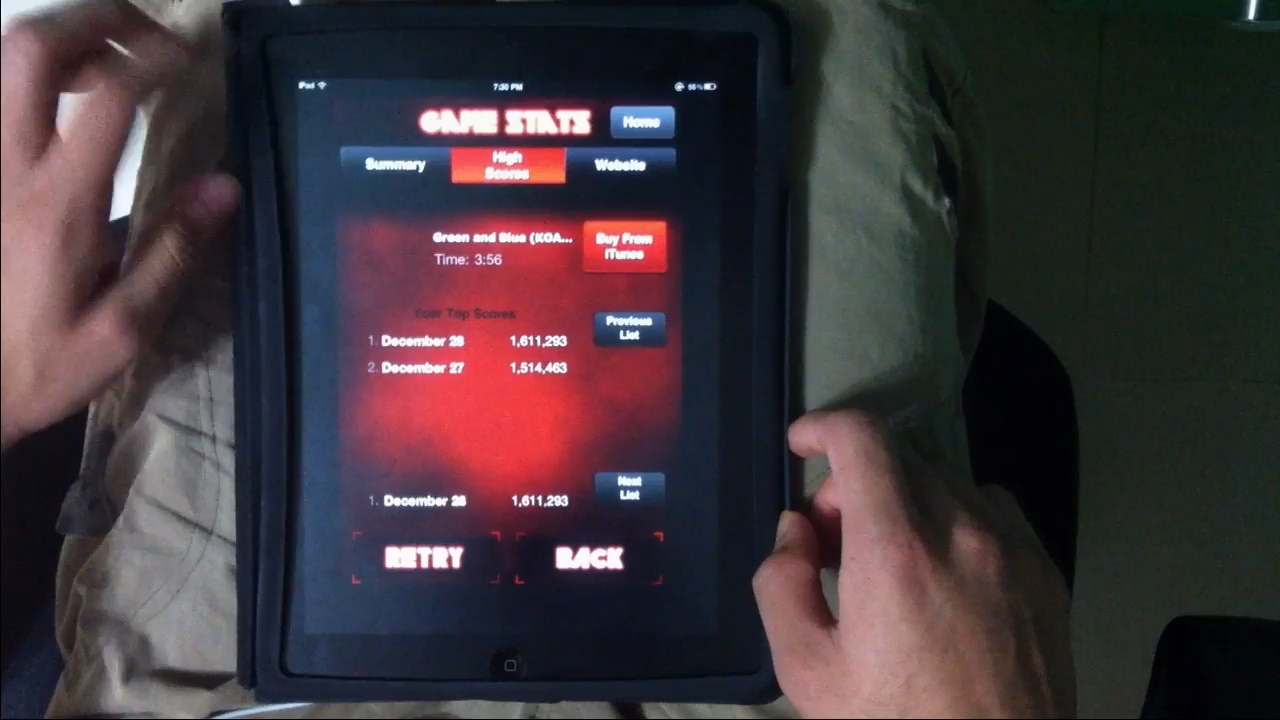 iPad 7:30 PM 55%
GAME STATS
Home
Summary
High
Scores
Website
Green and Blue (KOA...
Time: 3:56
Buy From
iTunes
Your Top Scores
Previous
List
1. December 28 1,611,293
2. December 27 1,514,463
Next
List
1. December 28 1,611,293
RETRY
BACK